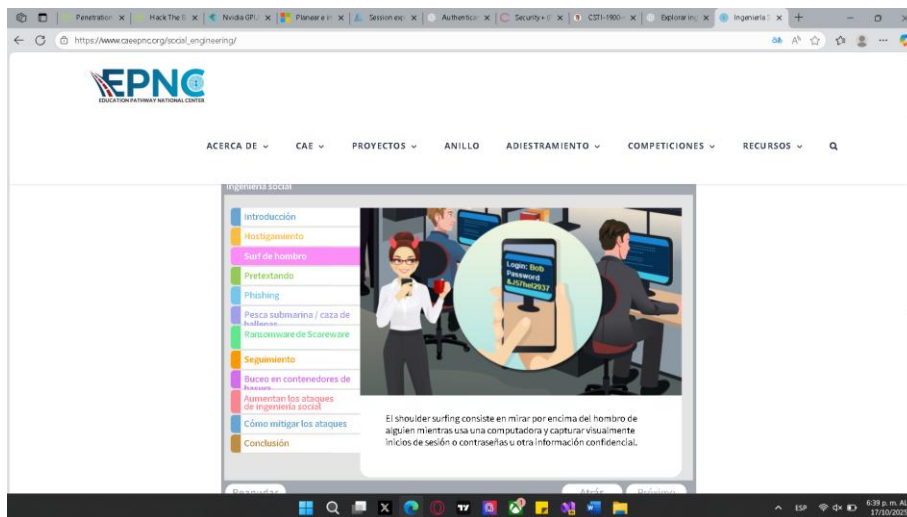 Penetration
Hack The B
Nvidia GPU
Planear e in
Session exp
Authenticat
Security+ (
CSTI-1900-
Explorar ing
Ingeniería S
https://www.caeepnc.org/social_engineering/
EPNC
EDUCATION PATHWAY NATIONAL CENTER
ACERCA DE CAE PROYECTOS ANILLO ADIESTRAMIENTO COMPETICIONES RECURSOS
Ingeniería social
Introducción
Hostigamiento
Surf de hombro
Pretextando
Phishing
Pesca submarina / caza de
ballenas
Ransomware de Scareware
Seguimiento
Buceo en contenedores de
basura
Aumentan los ataques
de ingeniería social
Cómo mitigar los ataques
Conclusión
Login: Bob
Password
&JS7hel2937
El shoulder surfing consiste en mirar por encima del hombro de
alguien mientras usa una computadora y capturar visualmente
inicios de sesión o contraseñas u otra información confidencial.
Reanudar
Atrás Próximo
ESP
6:39 p. m.
17/10/2025